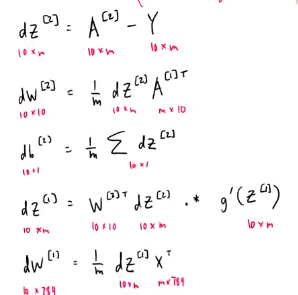 dZ^[2] = A^[2] - Y
10 x m 10 x m 10 x m
dW^[2] = 1/m dZ^[2] A^[1]T
10 x 10 10 x m m x 10
db^[2] = 1/m Σ dZ^[2]
10 x 1 10 x 1
dZ^[1] = W^[2]T dZ^[2] .* g'(Z^[1])
10 x m 10 x 10 10 x m 10 x m
dW^[1] = 1/m dZ^[1] X^T
10 x 784 10 x m m x 784